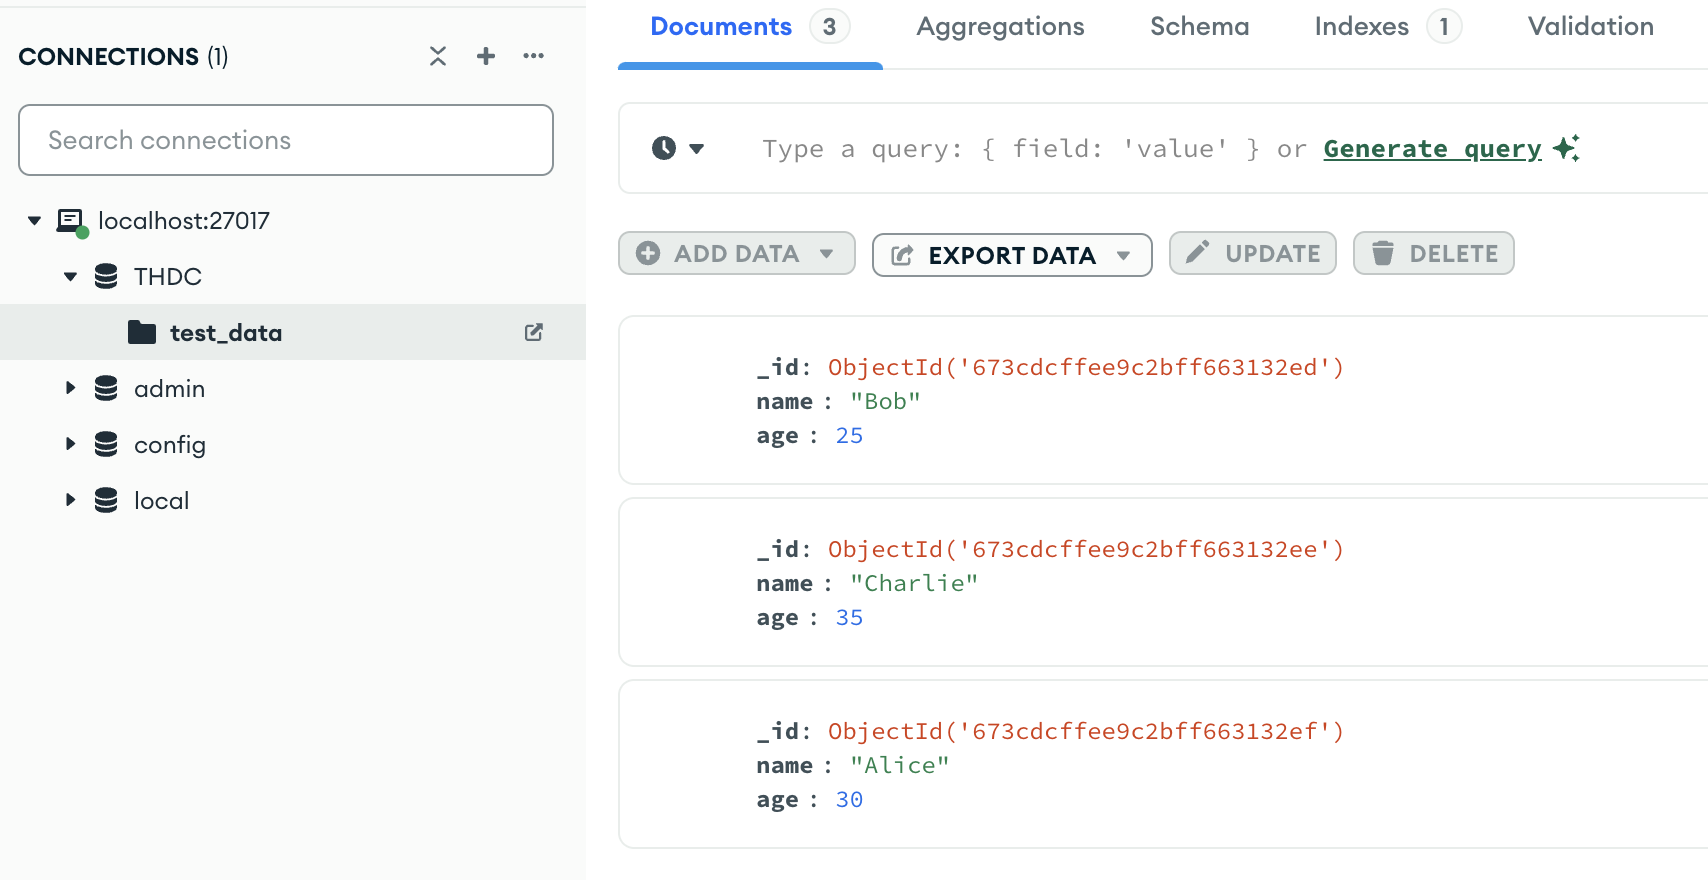 CONNECTIONS (1)
Search connections
localhost:27017
THDC
test_data
admin
config
local
Documents 3 Aggregations Schema Indexes 1 Validation
Type a query: { field: 'value' } or Generate query
ADD DATA EXPORT DATA UPDATE DELETE
_id: ObjectId('673cdcffee9c2bff663132ed')
name : "Bob"
age : 25
_id: ObjectId('673cdcffee9c2bff663132ee')
name : "Charlie"
age : 35
_id: ObjectId('673cdcffee9c2bff663132ef')
name : "Alice"
age : 30